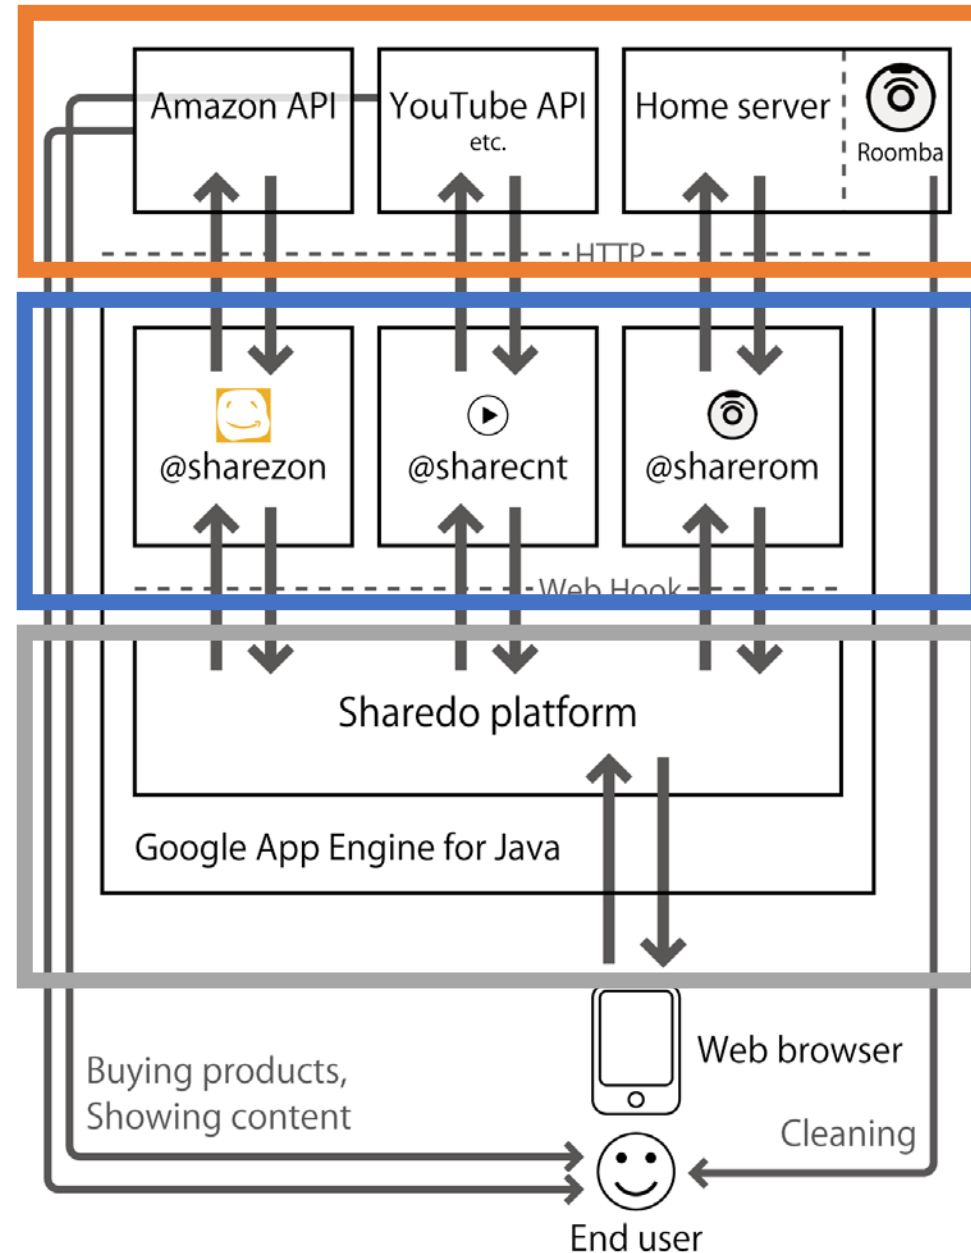 Amazon API
YouTube API
etc.
Home server
Roomba
HTTP
@sharezon
@sharecnt
@sharerom
Web Hook
Sharedo platform
Google App Engine for Java
Web browser
Buying products,
Showing content
Cleaning
End user